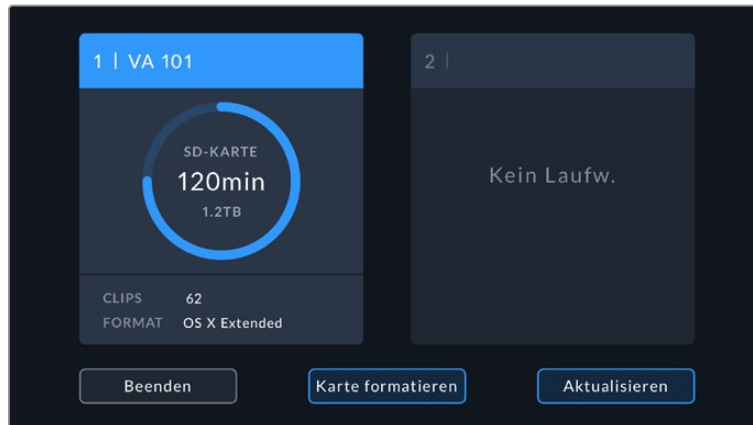 1 | VA 101
SD-KARTE
120min
1.2TB
CLIPS 62
FORMAT OS X Extended
2 |
Kein Laufw.
Beenden
Karte formatieren
Aktualisieren